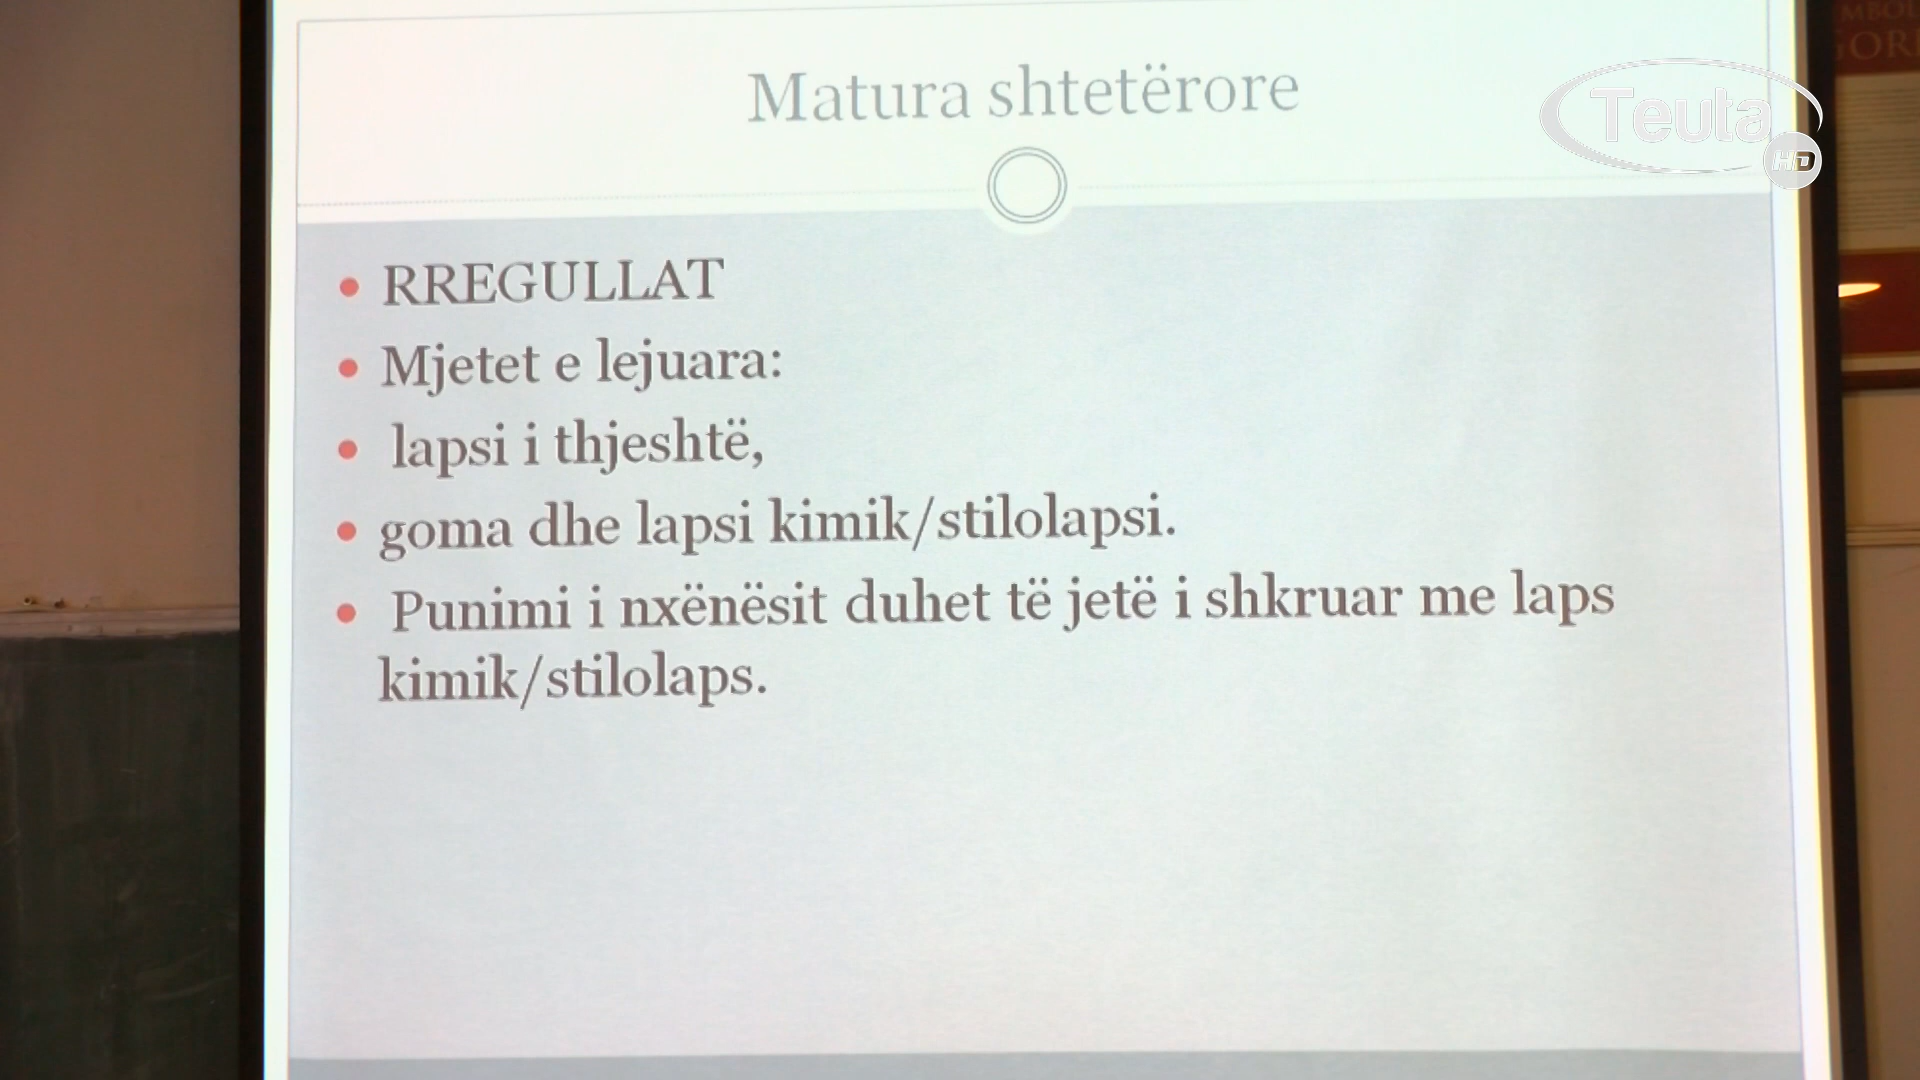 Matura shtetërore
Teuta
HD
RREGULLAT
Mjetet e lejuara:
lapsi i thjeshtë,
goma dhe lapsi kimik/stilolapsi.
Punimi i nxënësit duhet të jetë i shkruar me laps
kimik/stilolaps.